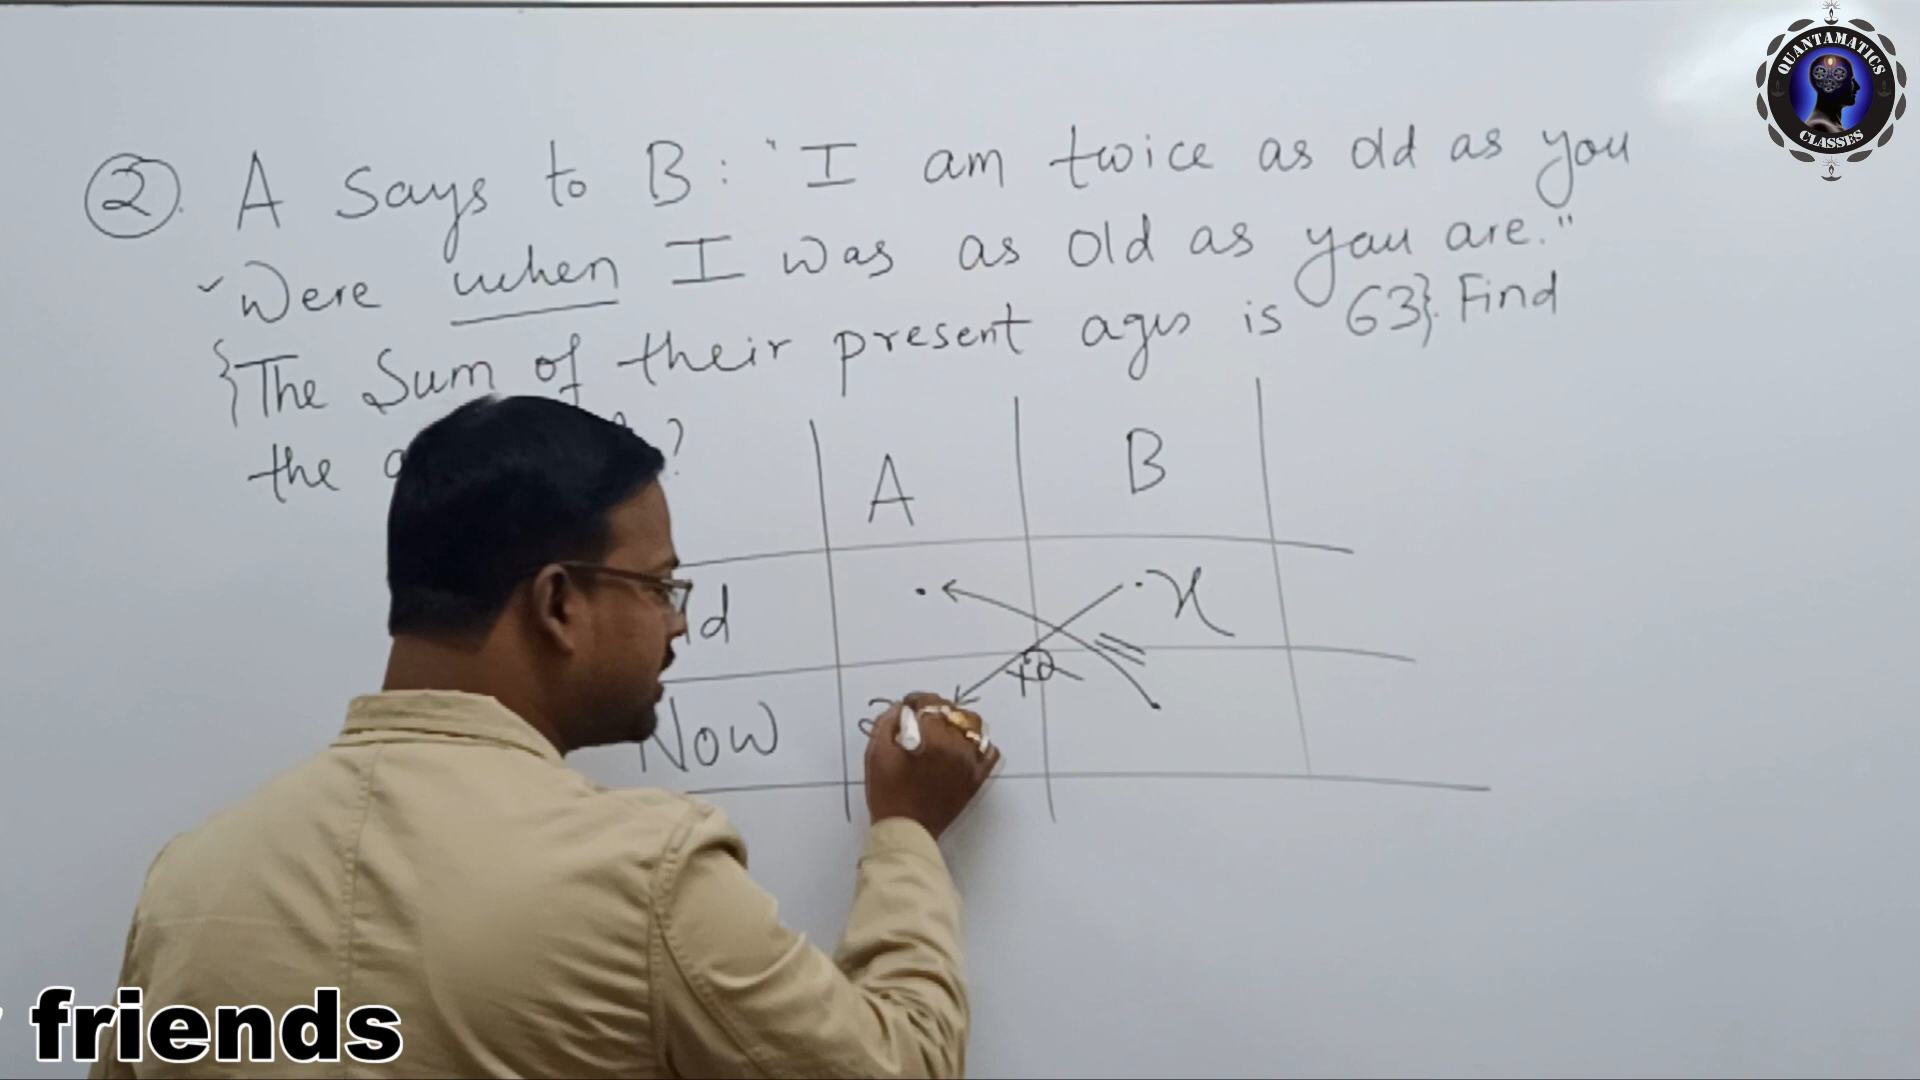 ② A says to B: "I am twice as old as you
Were when I was as old as you are."
{The Sum of their present ages is 63}. Find
the ?
A B
x
×2
Now
friends
QUANTAMATICS
CLASSES